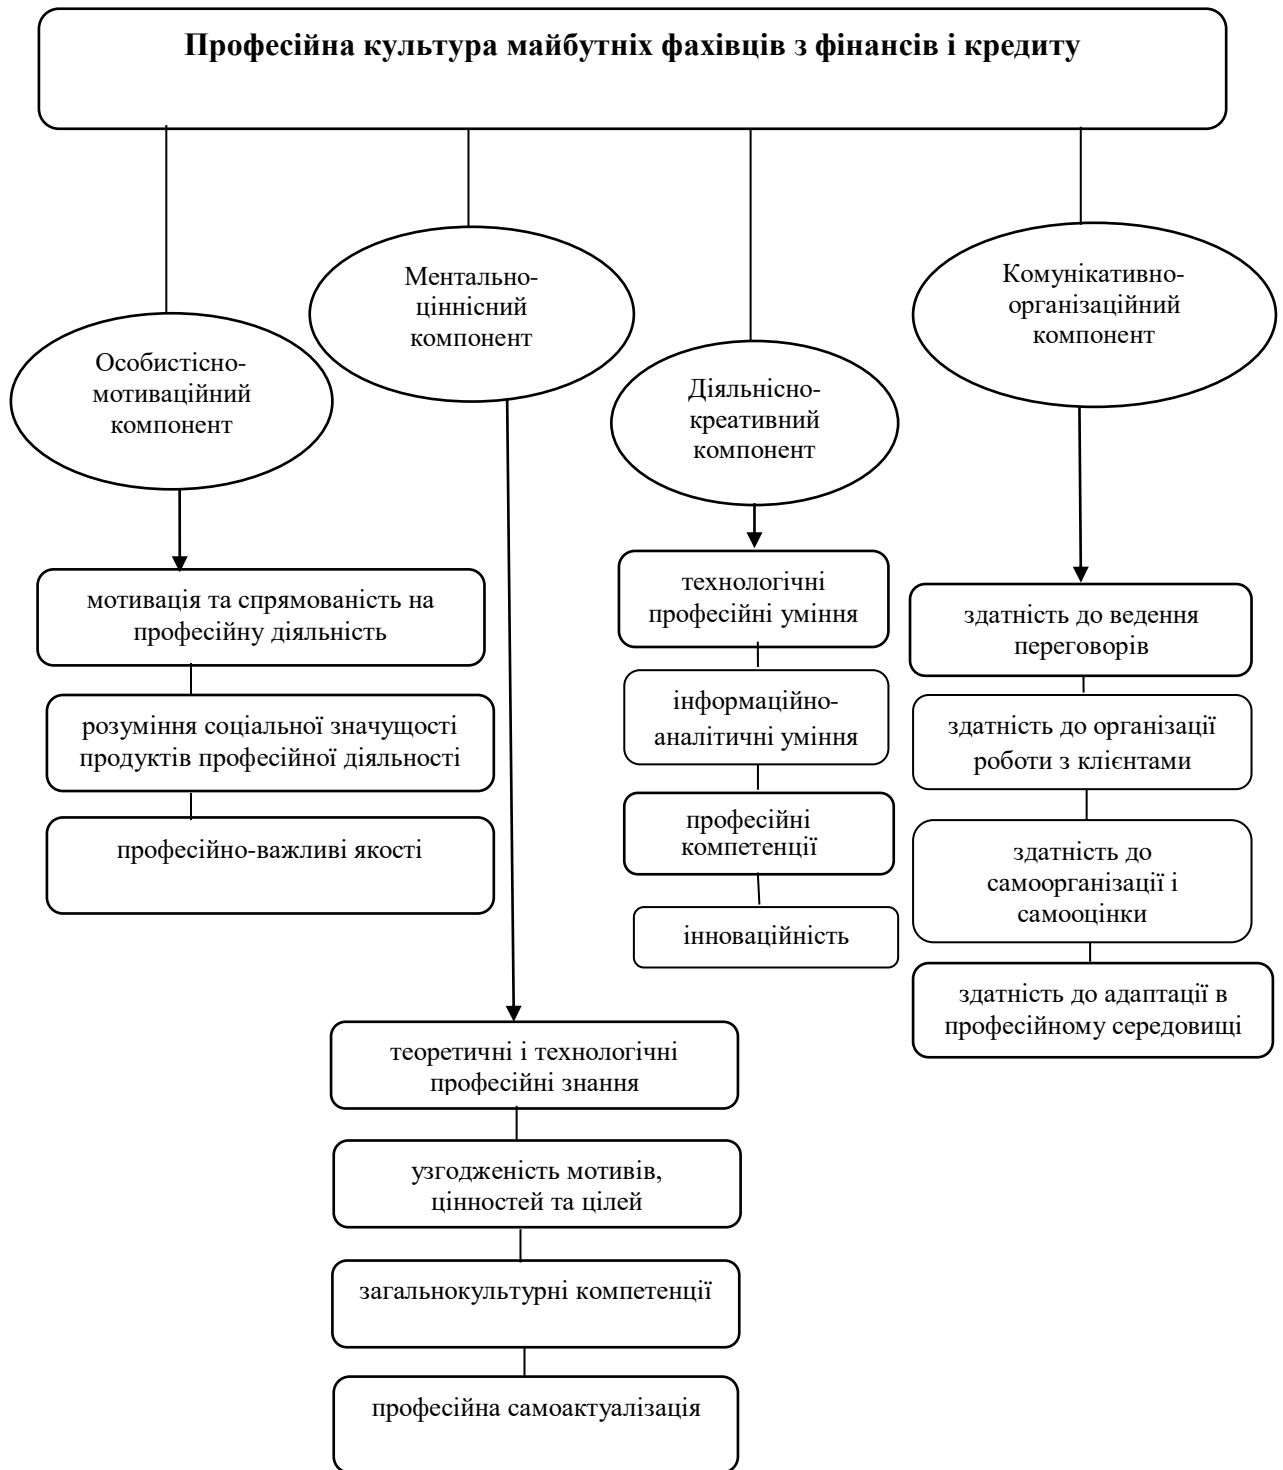 Професійна культура майбутніх фахівців з фінансів і кредиту
Особистісно-
мотиваційний
компонент
мотивація та спрямованість на
професійну діяльність
розуміння соціальної значущості
продуктів професійної діяльності
професійно-важливі якості
Ментально-
ціннісний
компонент
теоретичні і технологічні
професійні знання
узгодженість мотивів,
цінностей та цілей
загальнокультурні компетенції
професійна самоактуалізація
Діяльнісно-
креативний
компонент
технологічні
професійні уміння
інформаційно-
аналітичні уміння
професійні
компетенції
інноваційність
Комунікативно-
організаційний
компонент
здатність до ведення
переговорів
здатність до організації
роботи з клієнтами
здатність до
самоорганізації і
самооцінки
здатність до адаптації в
професійному середовищі